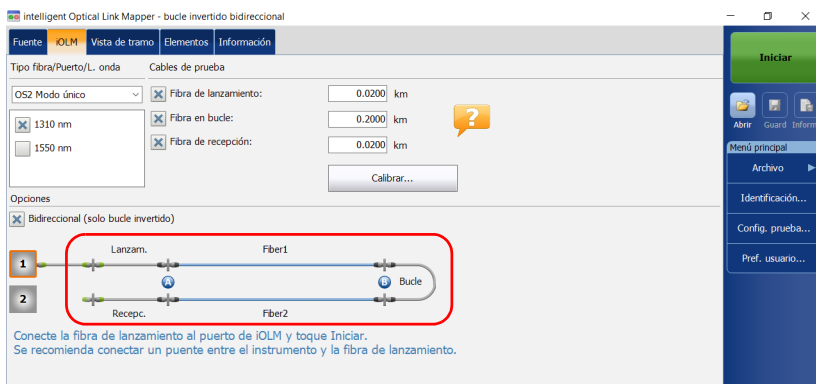 intelligent Optical Link Mapper - bucle invertido bidireccional
Fuente iOLM Vista de tramo Elementos Información
Tipo fibra/Puerto/L. onda Cables de prueba
OS2 Modo único Fibra de lanzamiento: 0.0200 km
1310 nm Fibra en bucle: 0.2000 km
1550 nm Fibra de recepción: 0.0200 km
?
Calibrar...
Opciones
Bidireccional (solo bucle invertido)
Lanzam. Fiber1
1
A B Bucle
2
Recepc. Fiber2
Conecte la fibra de lanzamiento al puerto de iOLM y toque Iniciar.
Se recomienda conectar un puente entre el instrumento y la fibra de lanzamiento.
Iniciar
Abrir Guard Inform
Menú principal
Archivo
Identificación...
Config. prueba...
Pref. usuario...